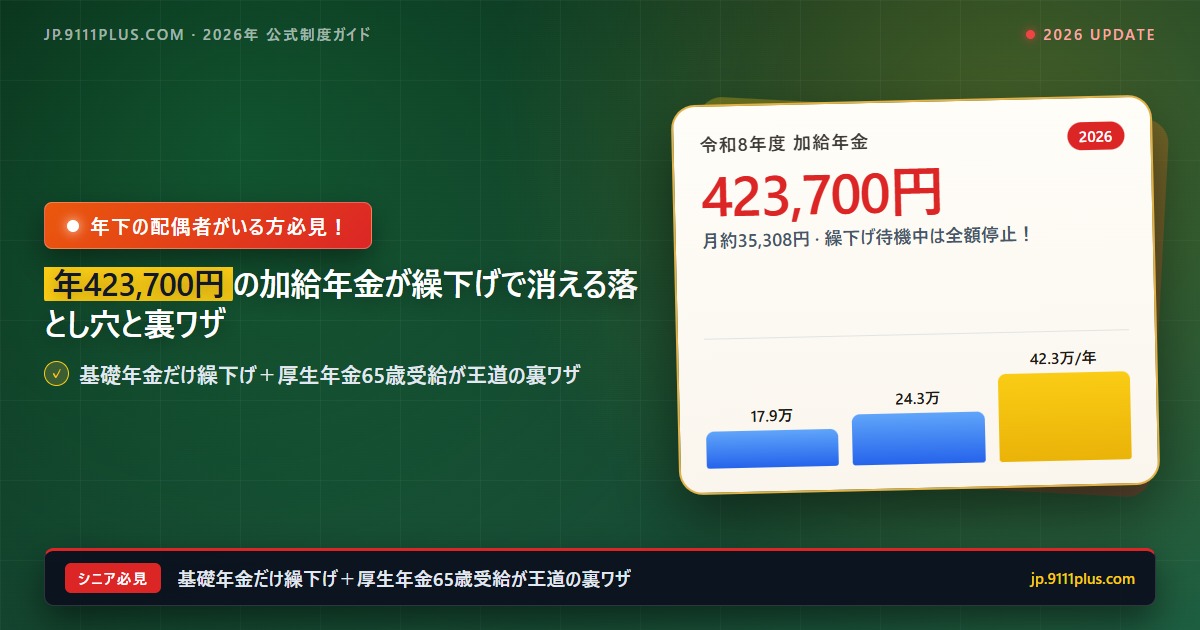 JP.9111PLUS.COM · 2026年 公式制度ガイド
2026 UPDATE
年下の配偶者がいる方必見！
年423,700円の加給年金が繰下げで消える落
とし穴と裏ワザ
基礎年金だけ繰下げ＋厚生年金65歳受給が王道の裏ワザ
令和8年度 加給年金
2026
423,700円
月約35,308円 · 繰下げ待機中は全額停止！
17.9万
24.3万
42.3万/年
シニア必見
基礎年金だけ繰下げ＋厚生年金65歳受給が王道の裏ワザ
jp.9111plus.com